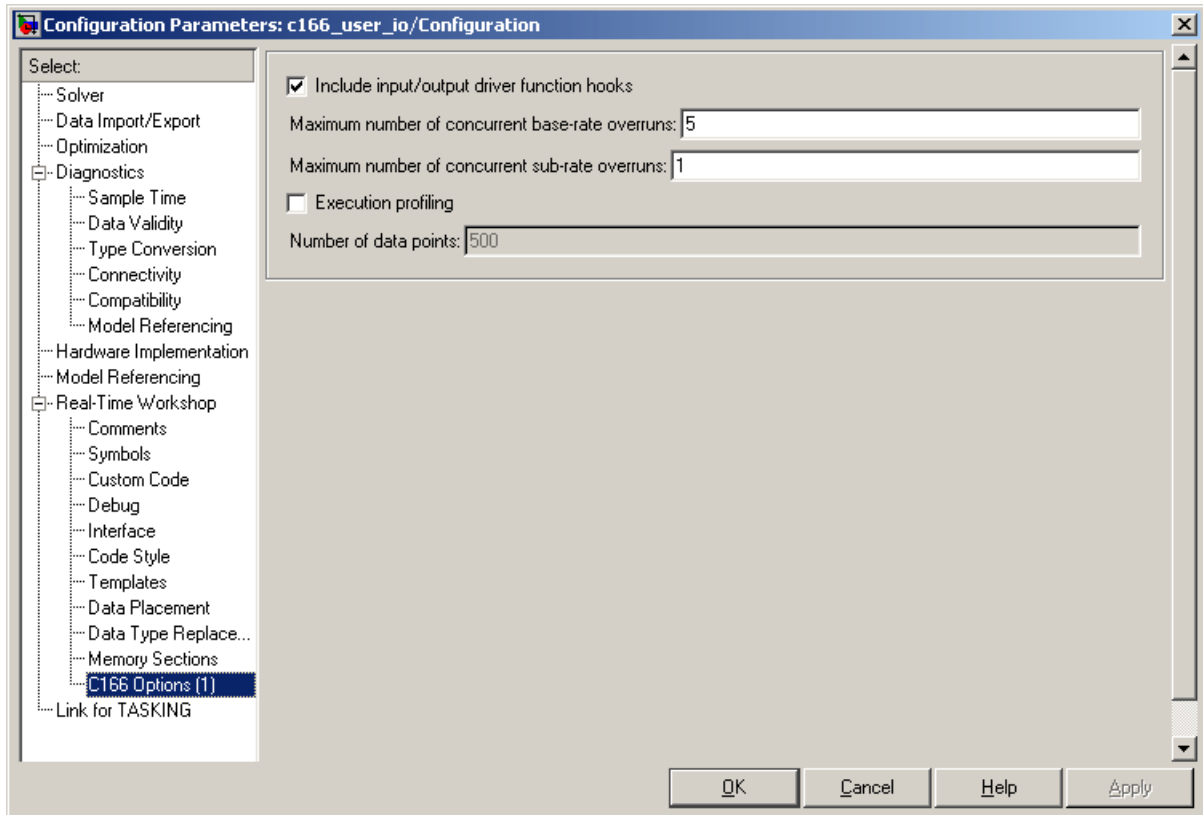 Configuration Parameters: c166_user_io/Configuration
Select:
Solver
Data Import/Export
Optimization
Diagnostics
Sample Time
Data Validity
Type Conversion
Connectivity
Compatibility
Model Referencing
Hardware Implementation
Model Referencing
Real-Time Workshop
Comments
Symbols
Custom Code
Debug
Interface
Code Style
Templates
Data Placement
Data Type Replace...
Memory Sections
C166 Options (1)
Link for TASKING
Include input/output driver function hooks
Maximum number of concurrent base-rate overruns: 5
Maximum number of concurrent sub-rate overruns: 1
Execution profiling
Number of data points: 500
OK Cancel Help Apply